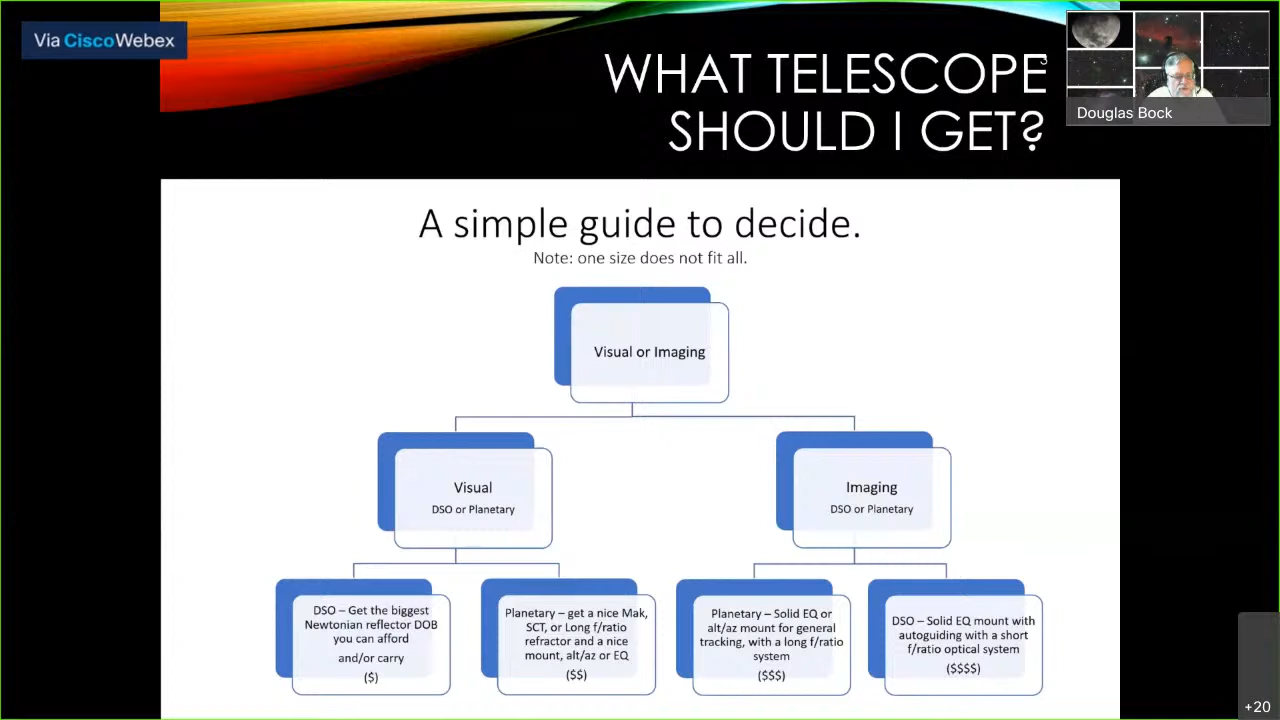 Via Cisco Webex
WHAT TELESCOPE
SHOULD I GET?
3
Douglas Bock
A simple guide to decide.
Note: one size does not fit all.
Visual or Imaging
Visual
DSO or Planetary
Imaging
DSO or Planetary
DSO – Get the biggest
Newtonian reflector DOB
you can afford
and/or carry
($)
Planetary – get a nice Mak,
SCT, or Long f/ratio
refractor and a nice
mount, alt/az or EQ
($$)
Planetary – Solid EQ or
alt/az mount for general
tracking, with a long f/ratio
system
($$$)
DSO – Solid EQ mount with
autoguiding with a short
f/ratio optical system
($$$$)
+20